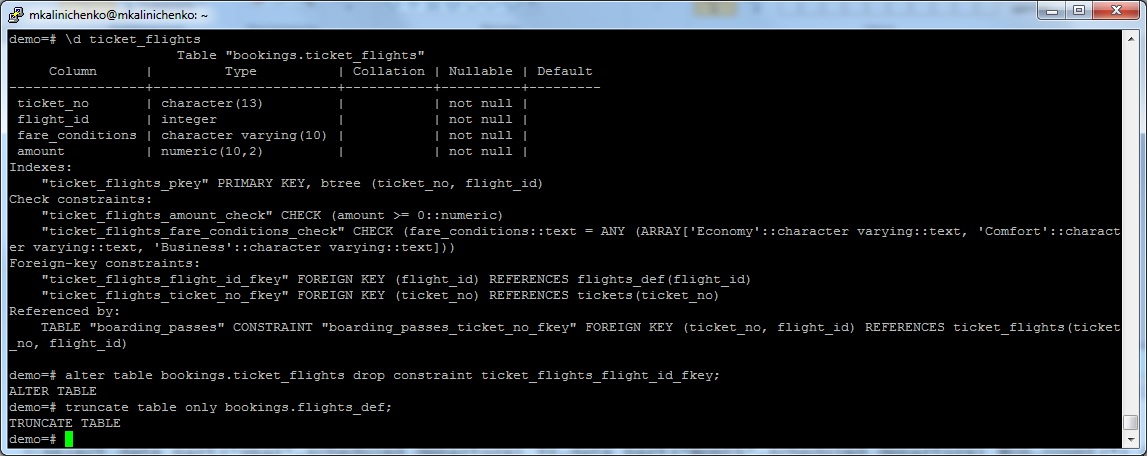 mkalinichenko@mkalinichenko: ~
demo=# \d ticket_flights
                      Table "bookings.ticket_flights"
     Column      |         Type          | Collation | Nullable | Default
-----------------+-----------------------+-----------+----------+---------
 ticket_no       | character(13)         |           | not null |
 flight_id       | integer               |           | not null |
 fare_conditions | character varying(10) |           | not null |
 amount          | numeric(10,2)         |           | not null |
Indexes:
    "ticket_flights_pkey" PRIMARY KEY, btree (ticket_no, flight_id)
Check constraints:
    "ticket_flights_amount_check" CHECK (amount >= 0::numeric)
    "ticket_flights_fare_conditions_check" CHECK (fare_conditions::text = ANY (ARRAY['Economy'::character varying::text, 'Comfort'::charact
er varying::text, 'Business'::character varying::text]))
Foreign-key constraints:
    "ticket_flights_flight_id_fkey" FOREIGN KEY (flight_id) REFERENCES flights_def(flight_id)
    "ticket_flights_ticket_no_fkey" FOREIGN KEY (ticket_no) REFERENCES tickets(ticket_no)
Referenced by:
    TABLE "boarding_passes" CONSTRAINT "boarding_passes_ticket_no_fkey" FOREIGN KEY (ticket_no, flight_id) REFERENCES ticket_flights(ticket
_no, flight_id)
demo=# alter table bookings.ticket_flights drop constraint ticket_flights_flight_id_fkey;
ALTER TABLE
demo=# truncate table only bookings.flights_def;
TRUNCATE TABLE
demo=#